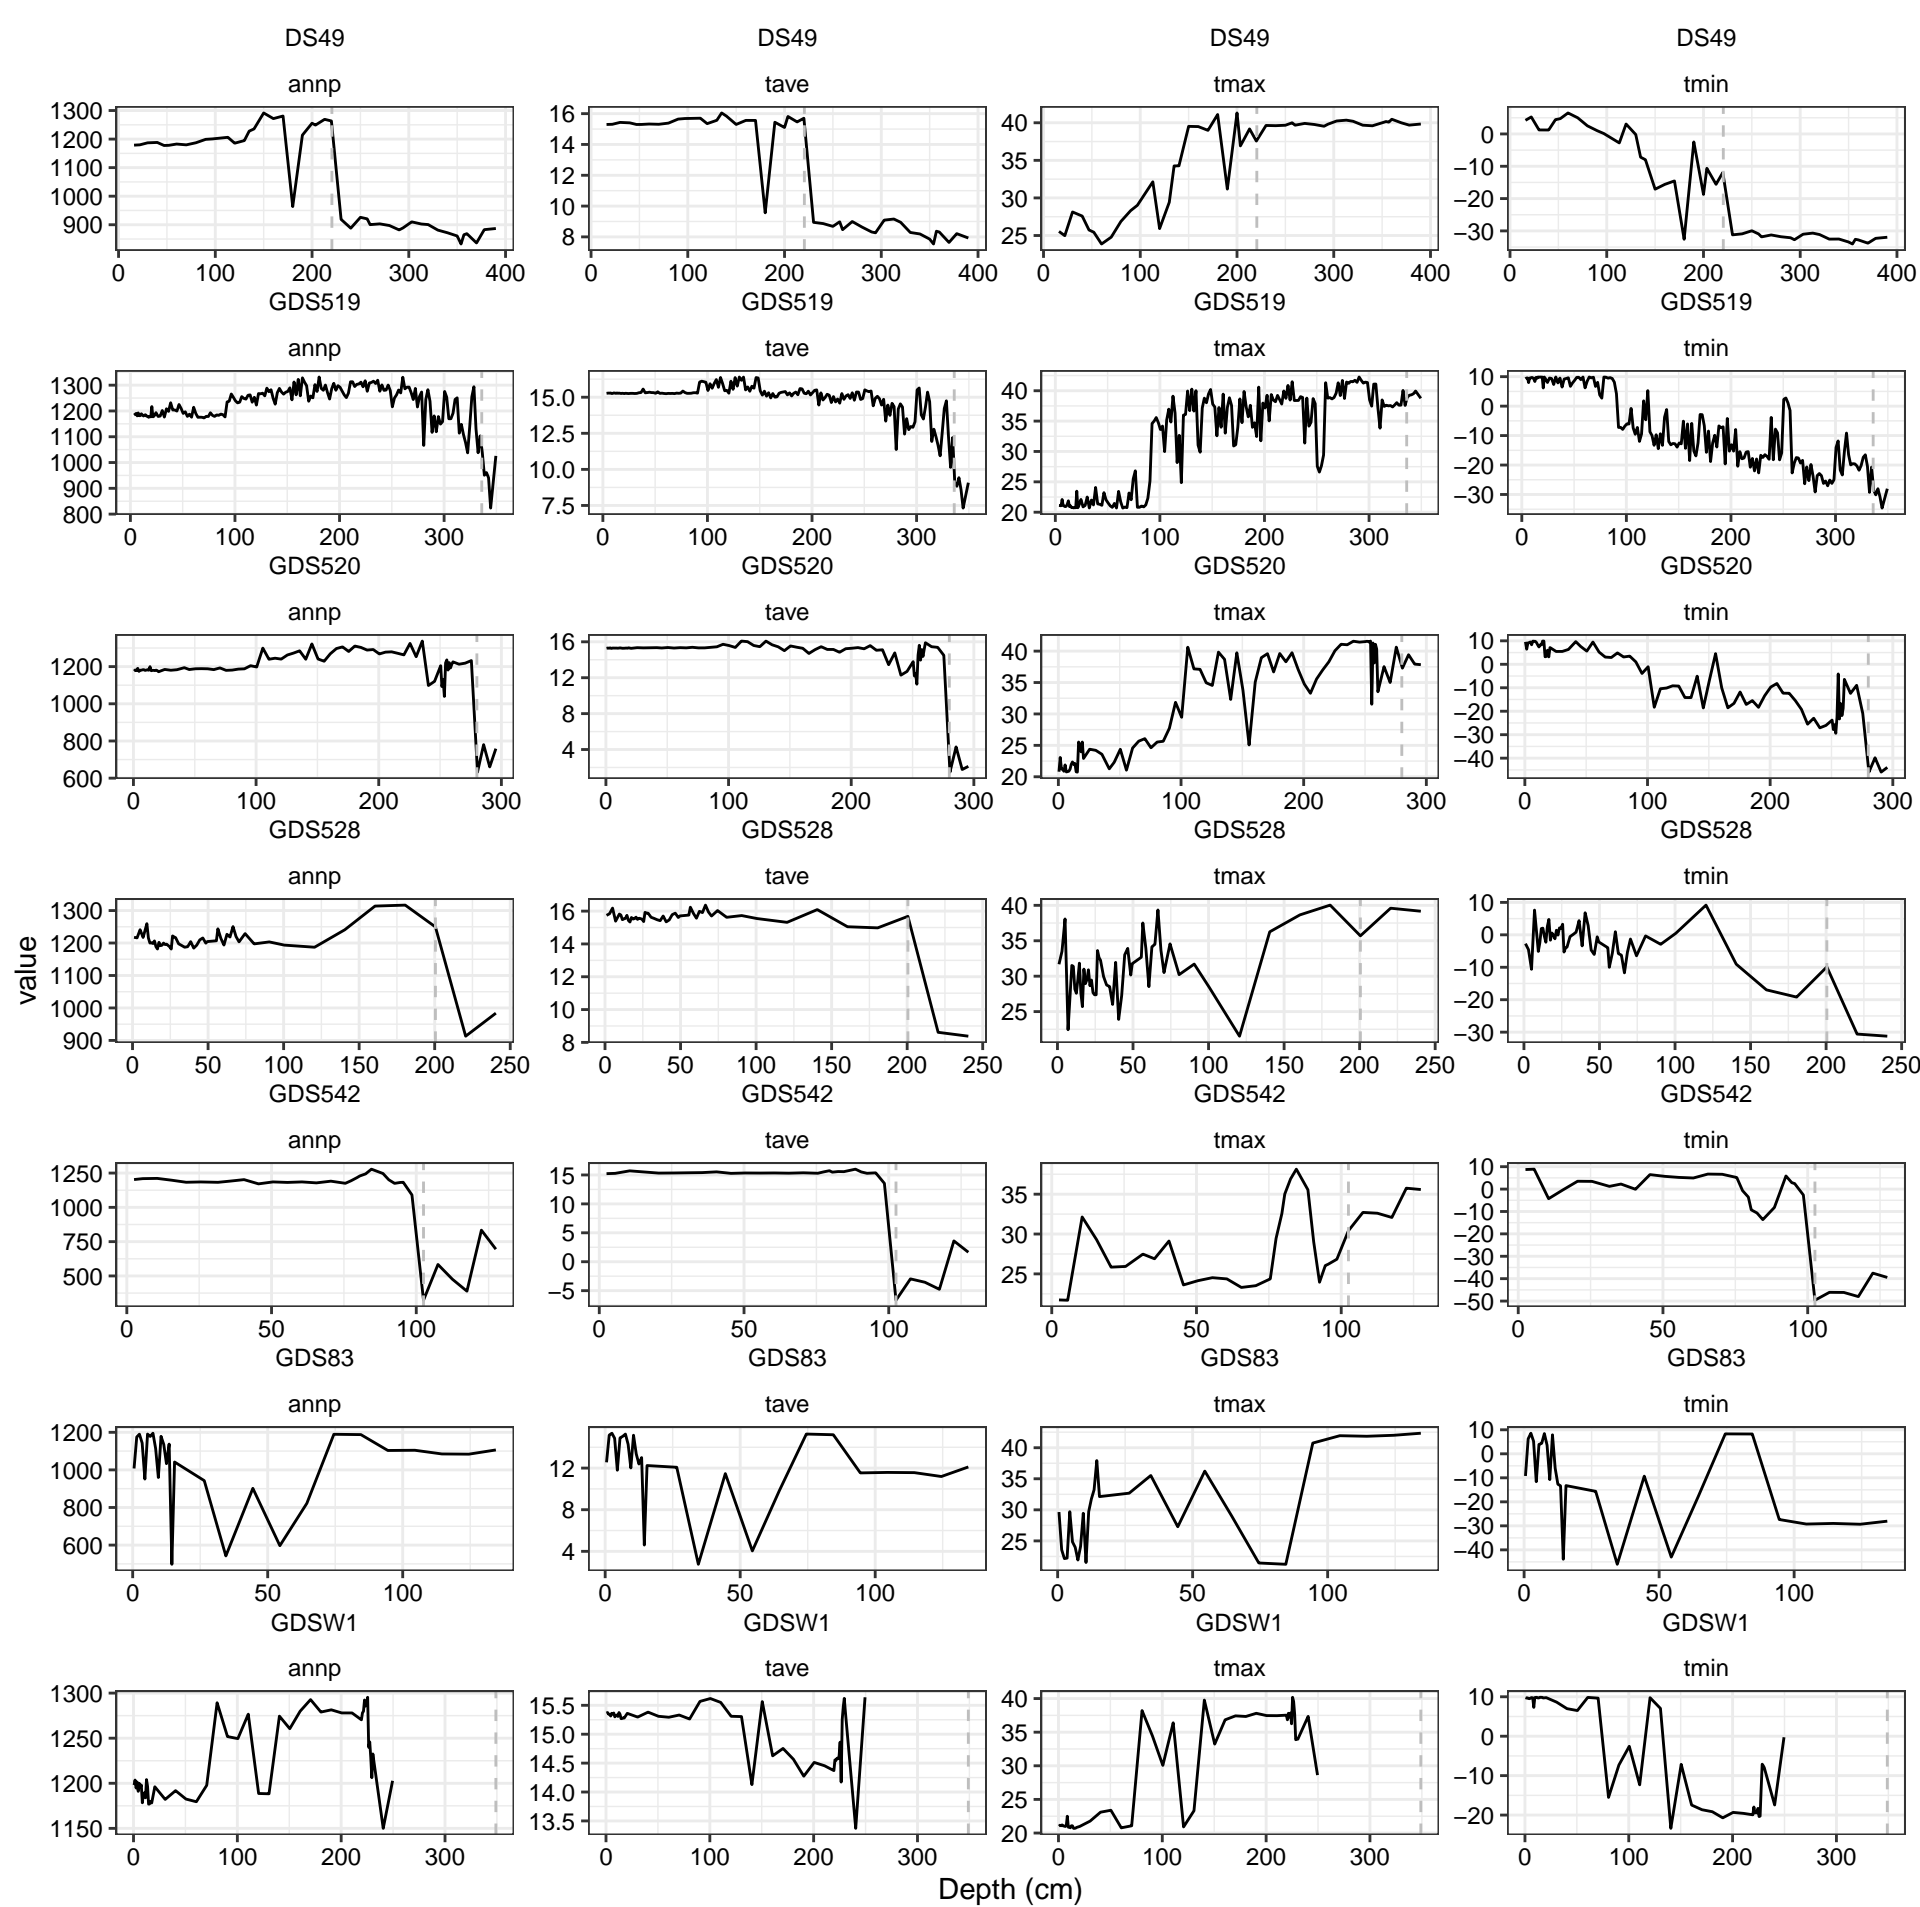 DS49 DS49 DS49 DS49
annp tave tmax tmin
1300 16 40 0
1200 14 35 −10
1100 12 30 −20
1000 10 25 −30
900 8
0 100 200 300 400 0 100 200 300 400 0 100 200 300 400 0 100 200 300 400
GDS519 GDS519 GDS519 GDS519
annp tave tmax tmin
1300 15.0 40 10
1200 12.5 35 0
1100 10.0 30 −10
1000 7.5 25 −20
900 20 −30
800
0 100 200 300 0 100 200 300 0 100 200 300 0 100 200 300
GDS520 GDS520 GDS520 GDS520
annp tave tmax tmin
1200 16 40 10
1000 12 35 0
800 8 30 −10
600 4 25 −20
20 −30
−40
0 100 200 300 0 100 200 300 0 100 200 300 0 100 200 300
GDS528 GDS528 GDS528 GDS528
annp tave tmax tmin
1300 16 40 10
1200 14 35 0
1100 12 30 −10
1000 10 25 −20
900 8 −30
0 50 100 150 200 250 0 50 100 150 200 250 0 50 100 150 200 250 0 50 100 150 200 250
GDS542 GDS542 GDS542 GDS542
annp tave tmax tmin
1250 15 35 10
1000 10 30 0
750 5 25 −10
500 0 −20
−5 −30
−40
−50
0 50 100 0 50 100 0 50 100 0 50 100
GDS83 GDS83 GDS83 GDS83
annp tave tmax tmin
1200 12 40 10
1000 8 35 0
800 4 30 −10
600 25 −20
−30
−40
0 50 100 0 50 100 0 50 100 0 50 100
GDSW1 GDSW1 GDSW1 GDSW1
annp tave tmax tmin
1300 15.5 40 10
1250 15.0 35 0
1200 14.5 30 −10
1150 14.0 25 −20
13.5 20
0 100 200 300 0 100 200 300 0 100 200 300 0 100 200 300
Depth (cm)
value